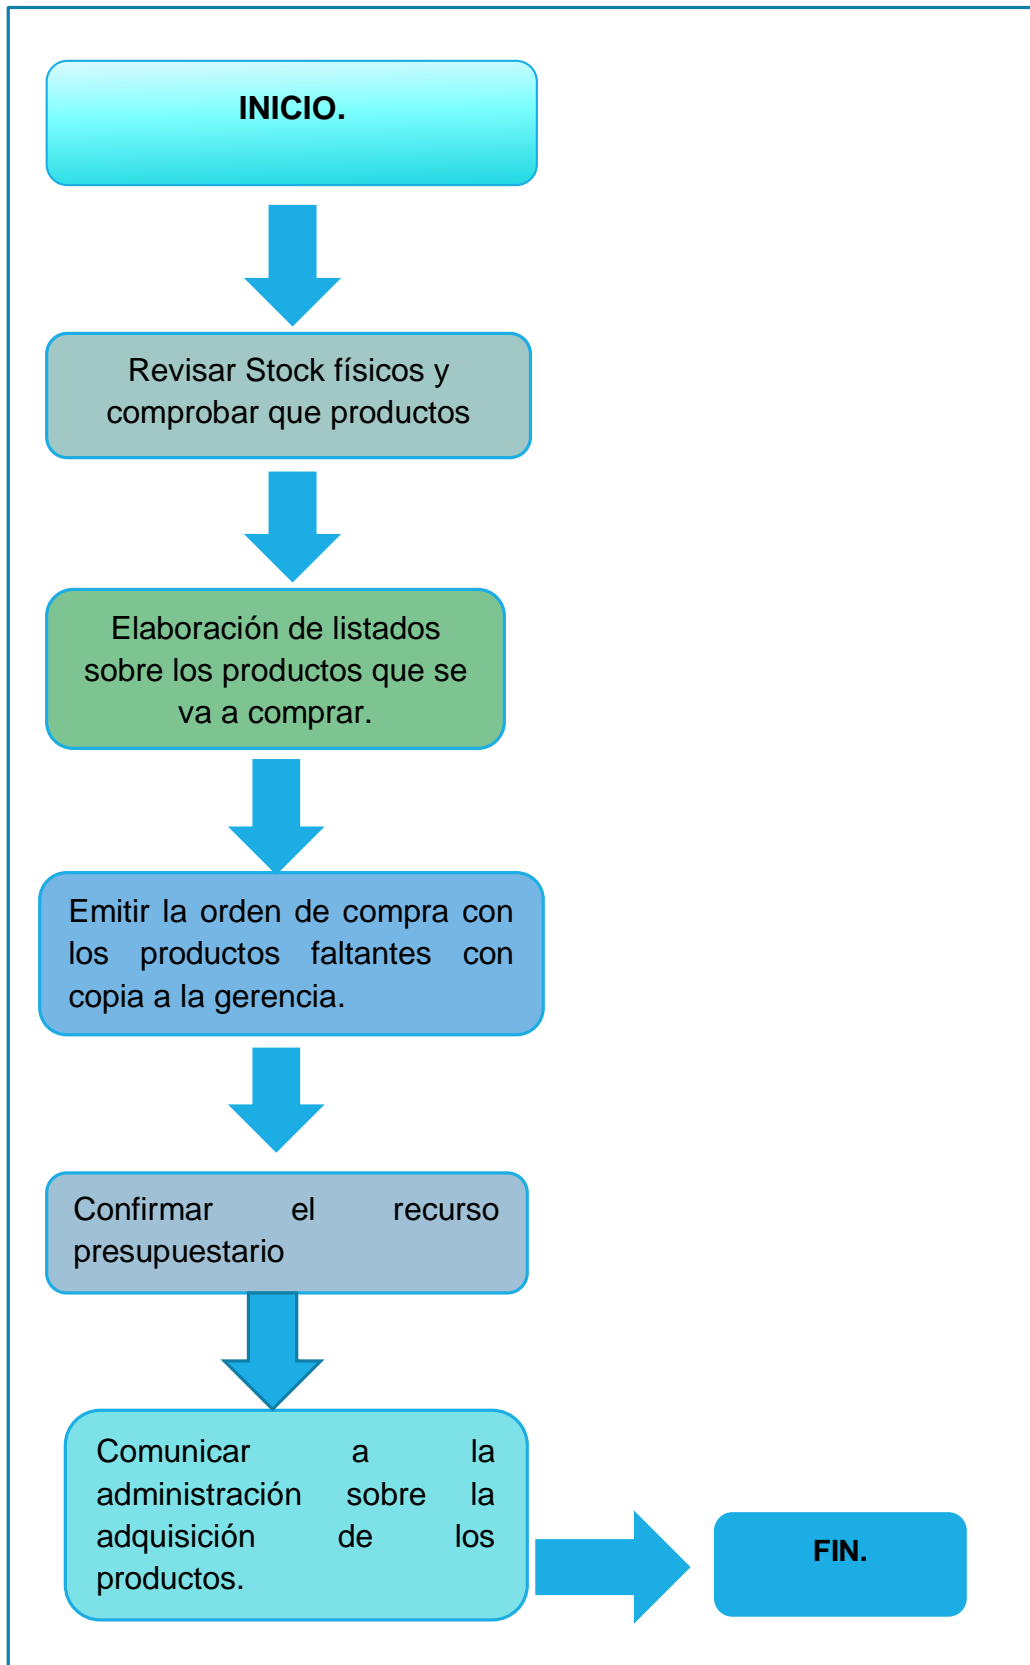 INICIO.
Revisar Stock físicos y
comprobar que productos
Elaboración de listados
sobre los productos que se
va a comprar.
Emitir la orden de compra con
los productos faltantes con
copia a la gerencia.
Confirmar el recurso
presupuestario
Comunicar a la
administración sobre la
adquisición de los
productos.
FIN.